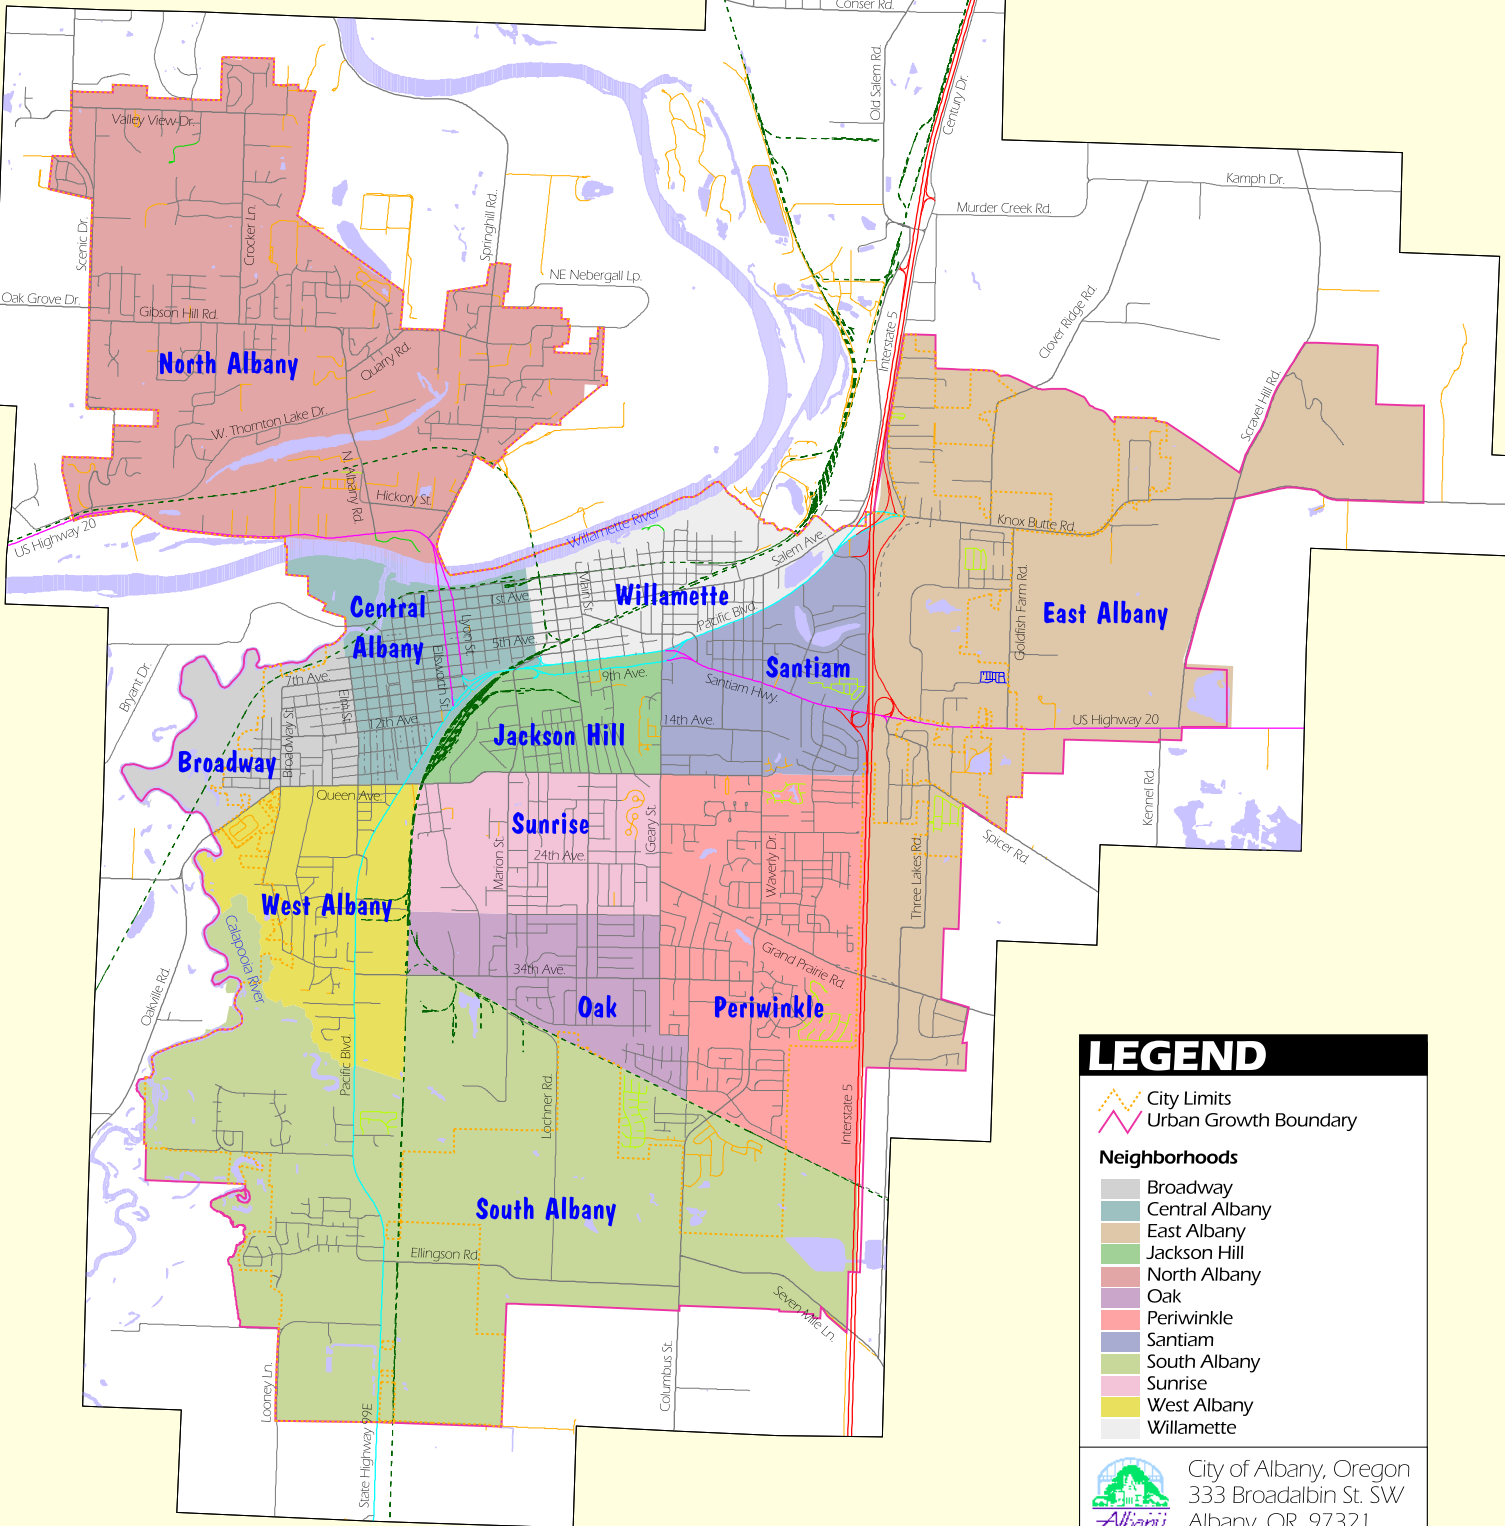 Conser Rd.
Old Salem Rd.
Century Dr.
Valley View Dr.
Kamph Dr.
Murder Creek Rd.
Scenic Dr.
Crocker Ln.
Springhill Rd.
NE Nebergall Lp.
Oak Grove Dr.
Gibson Hill Rd.
Interstate 5
Clover Ridge Rd.
North Albany
Quarry Rd.
Scravel Hill Rd.
W. Thornton Lake Dr.
N. Albany Rd.
Hickory St.
US Highway 20
Willamette River
Salem Ave.
Knox Butte Rd.
Central
Albany
1st Ave
Main St.
Willamette
Pacific Blvd.
Goldfish Farm Rd.
East Albany
Lyon St.
5th Ave.
Ellsworth St.
Bryant Dr.
7th Ave.
Elm St.
9th Ave.
Santiam
Santiam Hwy.
12th Ave.
14th Ave.
US Highway 20
Broadway St.
Jackson Hill
Broadway
Queen Ave.
Kennel Rd.
Sunrise
Geary St.
Marion St.
24th Ave.
Waverly Dr.
Three Lakes Rd.
Spicer Rd.
West Albany
Calapooia River
Oakville Rd.
34th Ave.
Grand Prairie Rd.
Oak
Periwinkle
Pacific Blvd.
Lochner Rd.
Interstate 5
South Albany
Ellingson Rd.
Seven Mile Ln.
Looney Ln.
State Highway 99E
Columbus St.
LEGEND
City Limits
Urban Growth Boundary
Neighborhoods
Broadway
Central Albany
East Albany
Jackson Hill
North Albany
Oak
Periwinkle
Santiam
South Albany
Sunrise
West Albany
Willamette
City of Albany, Oregon
333 Broadalbin St. SW
Albany, OR 97321
Albany